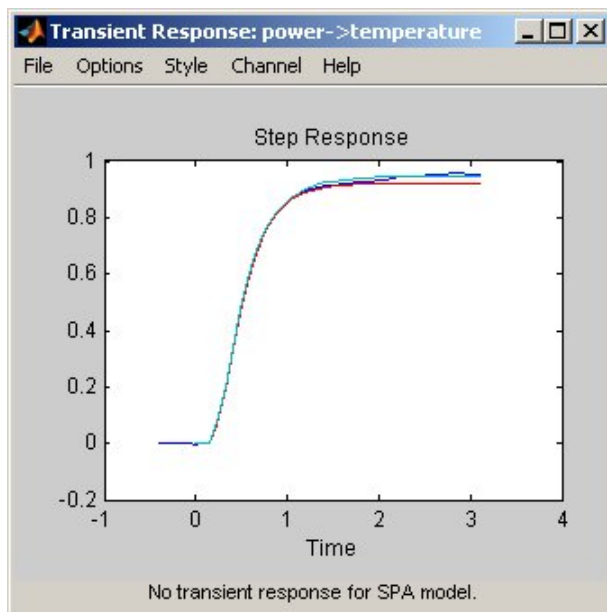 Transient Response: power->temperature
File Options Style Channel Help
Step Response
1
0.8
0.6
0.4
0.2
0
-0.2
-1 0 1 2 3 4
Time
No transient response for SPA model.